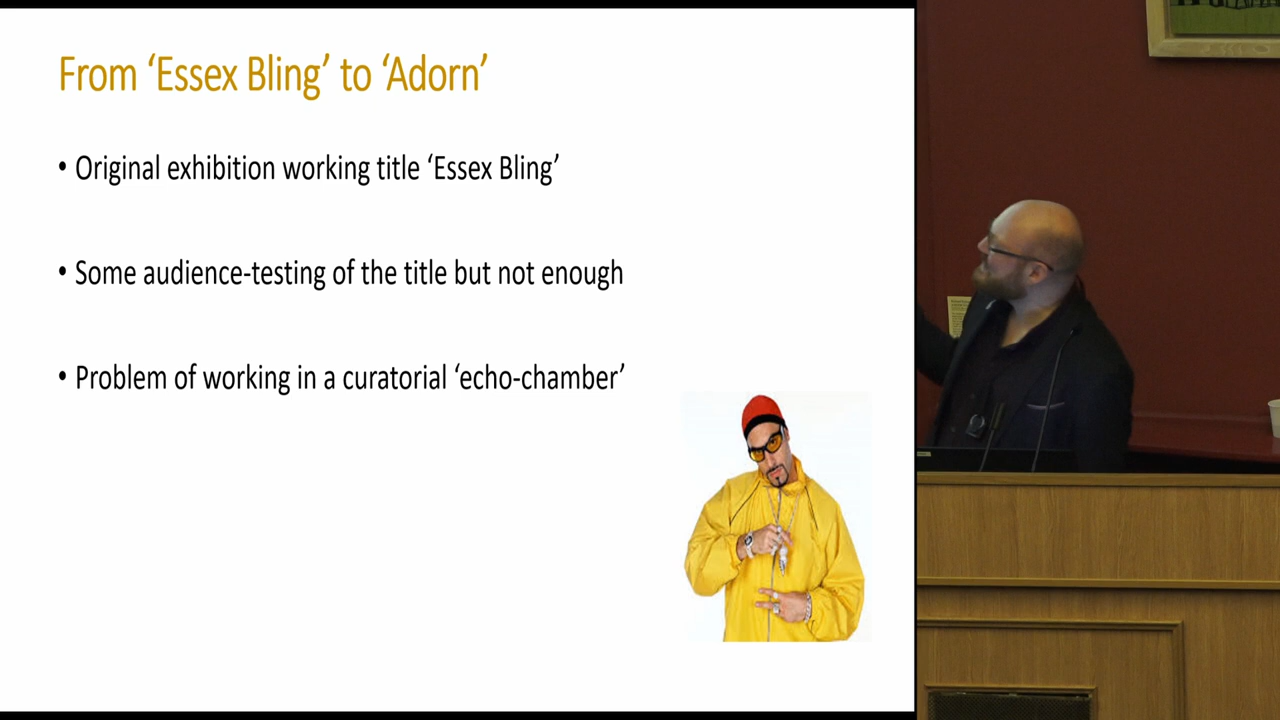 From ‘Essex Bling’ to ‘Adorn’
• Original exhibition working title ‘Essex Bling’
• Some audience-testing of the title but not enough
• Problem of working in a curatorial ‘echo-chamber’